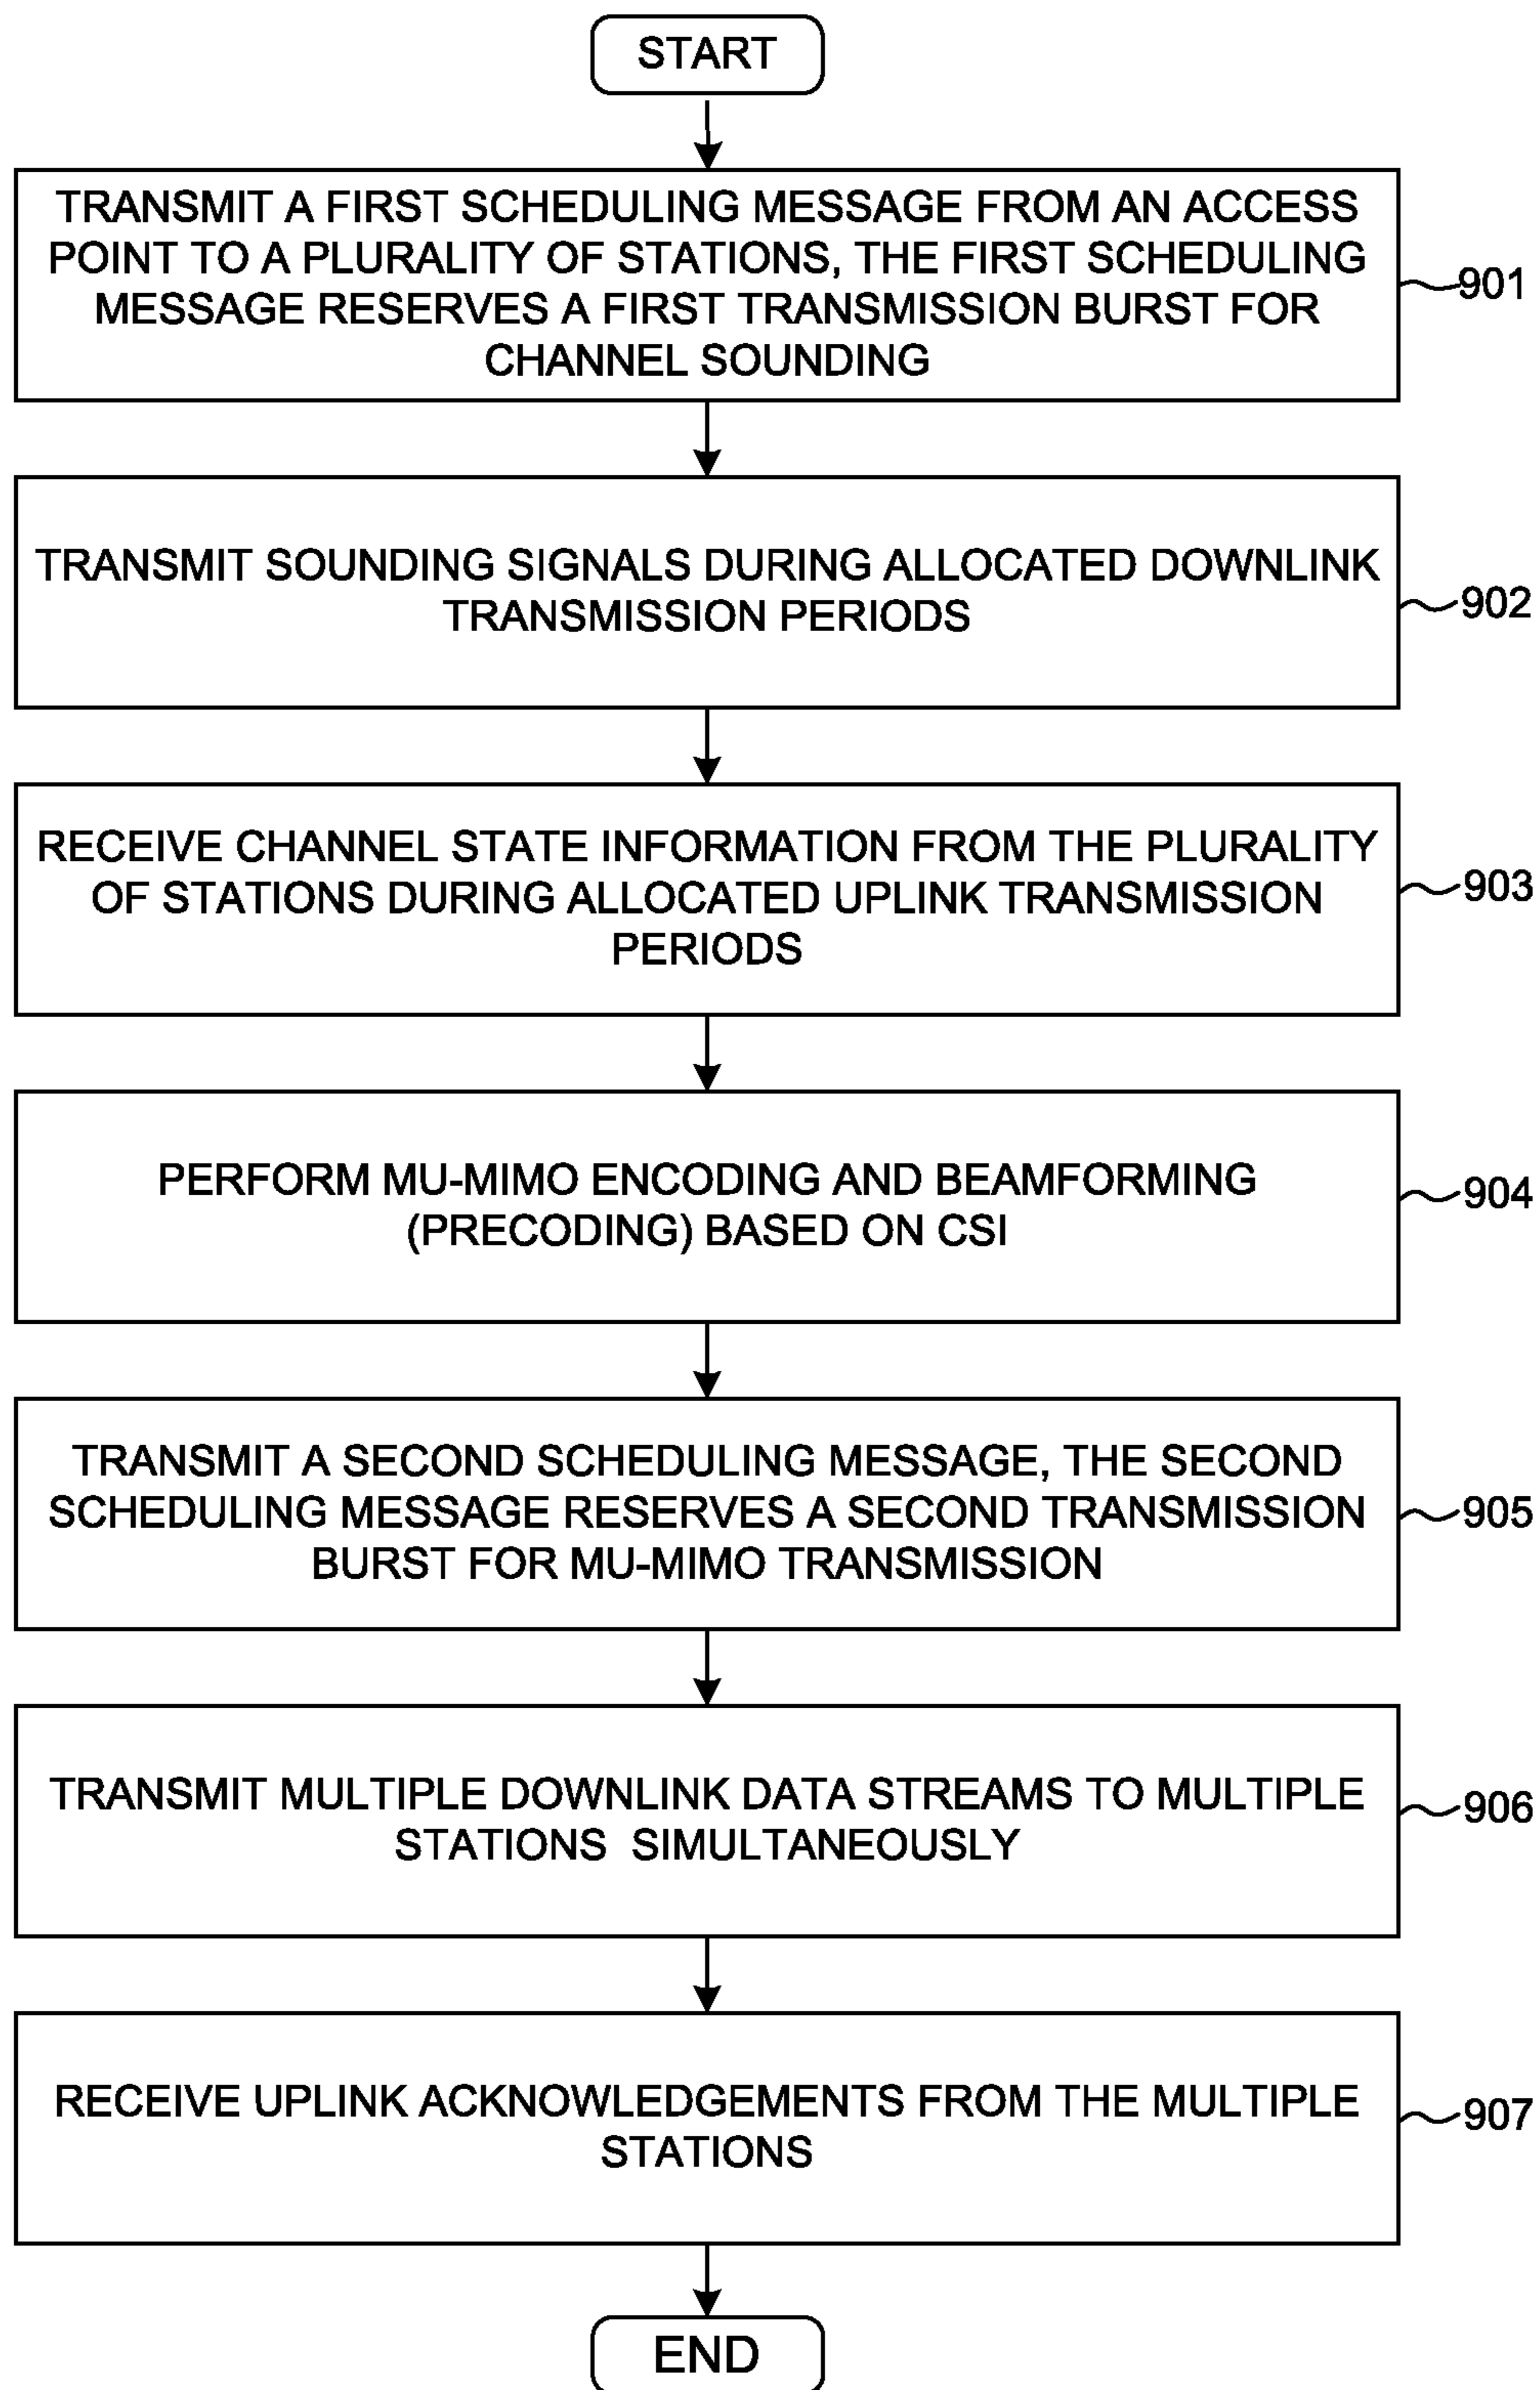 START
TRANSMIT A FIRST SCHEDULING MESSAGE FROM AN ACCESS
POINT TO A PLURALITY OF STATIONS, THE FIRST SCHEDULING
MESSAGE RESERVES A FIRST TRANSMISSION BURST FOR
CHANNEL SOUNDING
901
TRANSMIT SOUNDING SIGNALS DURING ALLOCATED DOWNLINK
TRANSMISSION PERIODS
902
RECEIVE CHANNEL STATE INFORMATION FROM THE PLURALITY
OF STATIONS DURING ALLOCATED UPLINK TRANSMISSION
PERIODS
903
PERFORM MU-MIMO ENCODING AND BEAMFORMING
(PRECODING) BASED ON CSI
904
TRANSMIT A SECOND SCHEDULING MESSAGE, THE SECOND
SCHEDULING MESSAGE RESERVES A SECOND TRANSMISSION
BURST FOR MU-MIMO TRANSMISSION
905
TRANSMIT MULTIPLE DOWNLINK DATA STREAMS TO MULTIPLE
STATIONS SIMULTANEOUSLY
906
RECEIVE UPLINK ACKNOWLEDGEMENTS FROM THE MULTIPLE
STATIONS
907
END